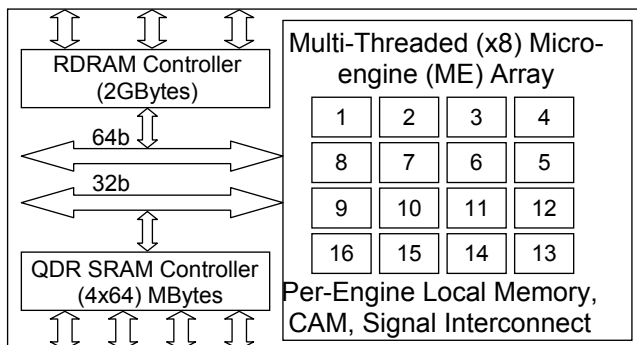 RDRAM Controller
(2GBytes)
64b
32b
QDR SRAM Controller
(4x64) MBytes
Multi-Threaded (x8) Micro-
engine (ME) Array
1 2 3 4
8 7 6 5
9 10 11 12
16 15 14 13
Per-Engine Local Memory,
CAM, Signal Interconnect